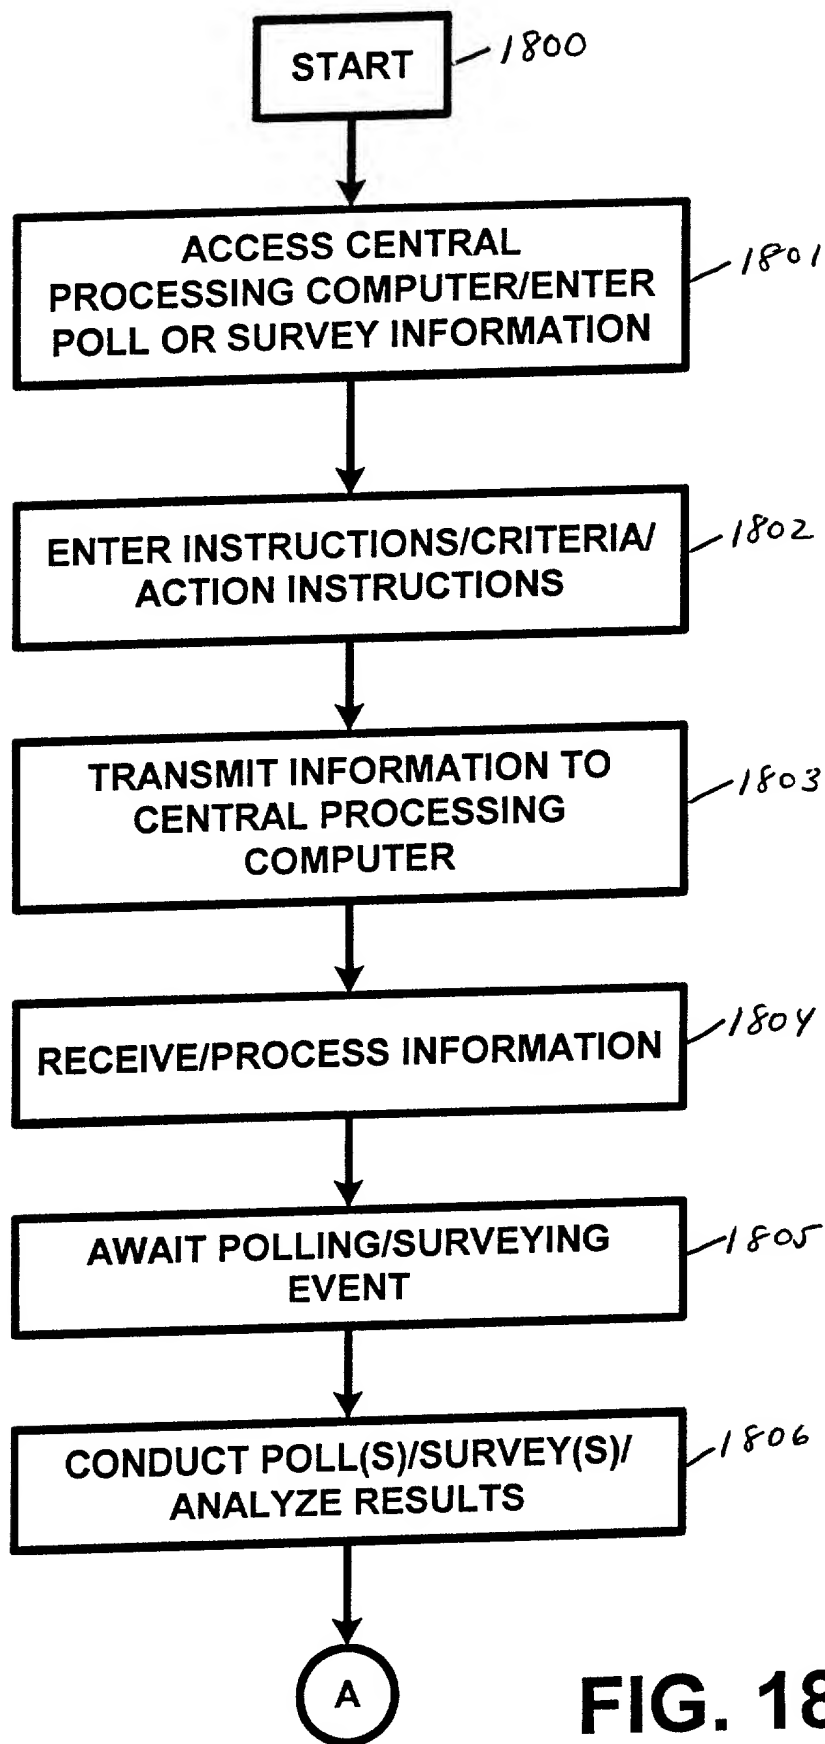 START
1800
ACCESS CENTRAL
PROCESSING COMPUTER/ENTER
POLL OR SURVEY INFORMATION
1801
ENTER INSTRUCTIONS/CRITERIA/
ACTION INSTRUCTIONS
1802
TRANSMIT INFORMATION TO
CENTRAL PROCESSING
COMPUTER
1803
RECEIVE/PROCESS INFORMATION
1804
AWAIT POLLING/SURVEYING
EVENT
1805
CONDUCT POLL(S)/SURVEY(S)/
ANALYZE RESULTS
1806
A
FIG. 18